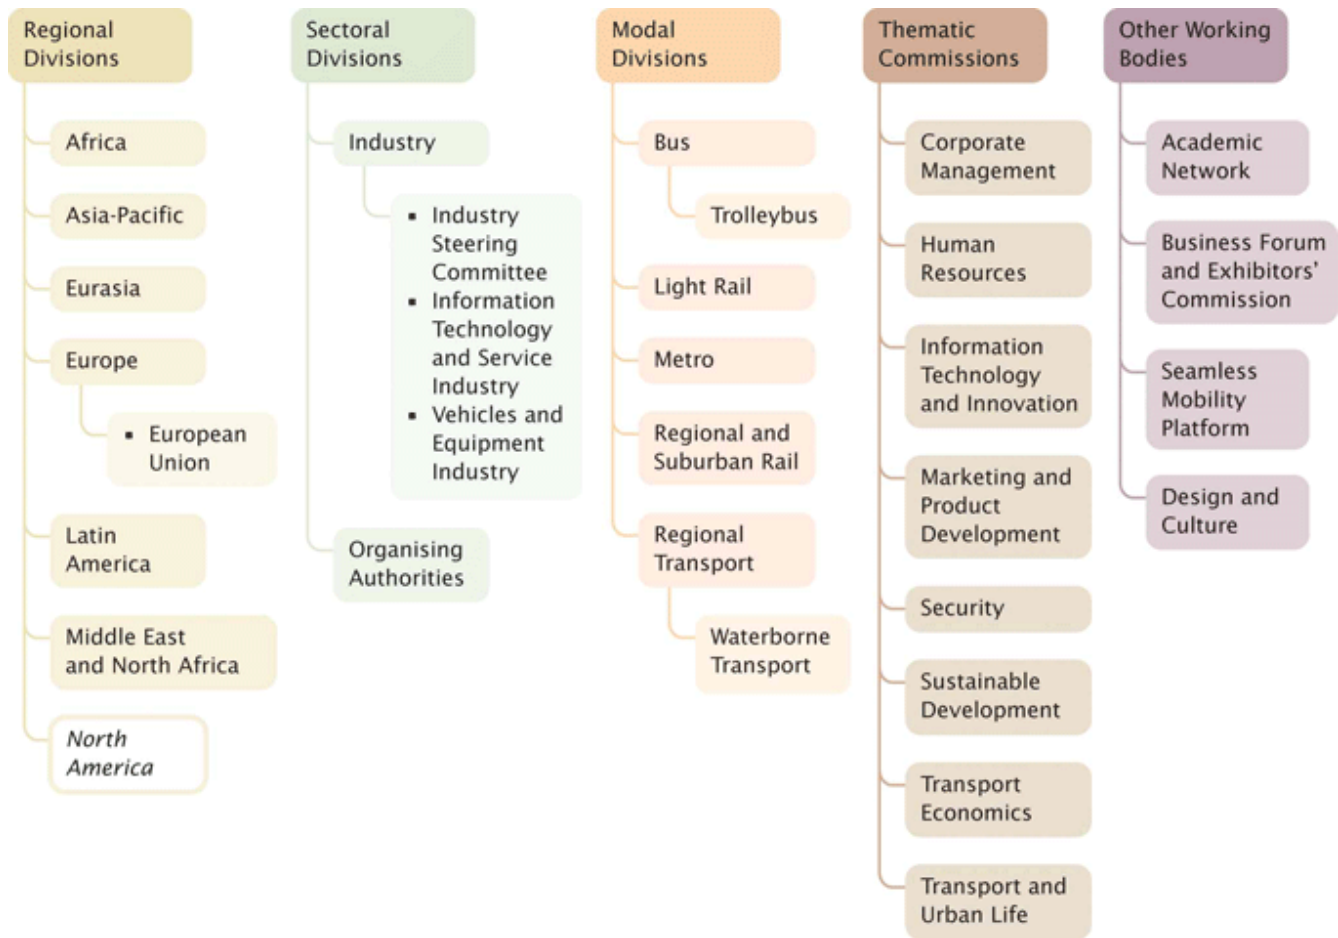 Regional
Divisions
Africa
Asia-Pacific
Eurasia
Europe
▪ European
Union
Latin
America
Middle East
and North Africa
North
America
Sectoral
Divisions
Industry
▪ Industry
Steering
Committee
▪ Information
Technology
and Service
Industry
▪ Vehicles and
Equipment
Industry
Organising
Authorities
Modal
Divisions
Bus
Trolleybus
Light Rail
Metro
Regional and
Suburban Rail
Regional
Transport
Waterborne
Transport
Thematic
Commissions
Corporate
Management
Human
Resources
Information
Technology
and Innovation
Marketing and
Product
Development
Security
Sustainable
Development
Transport
Economics
Transport and
Urban Life
Other Working
Bodies
Academic
Network
Business Forum
and Exhibitors’
Commission
Seamless
Mobility
Platform
Design and
Culture